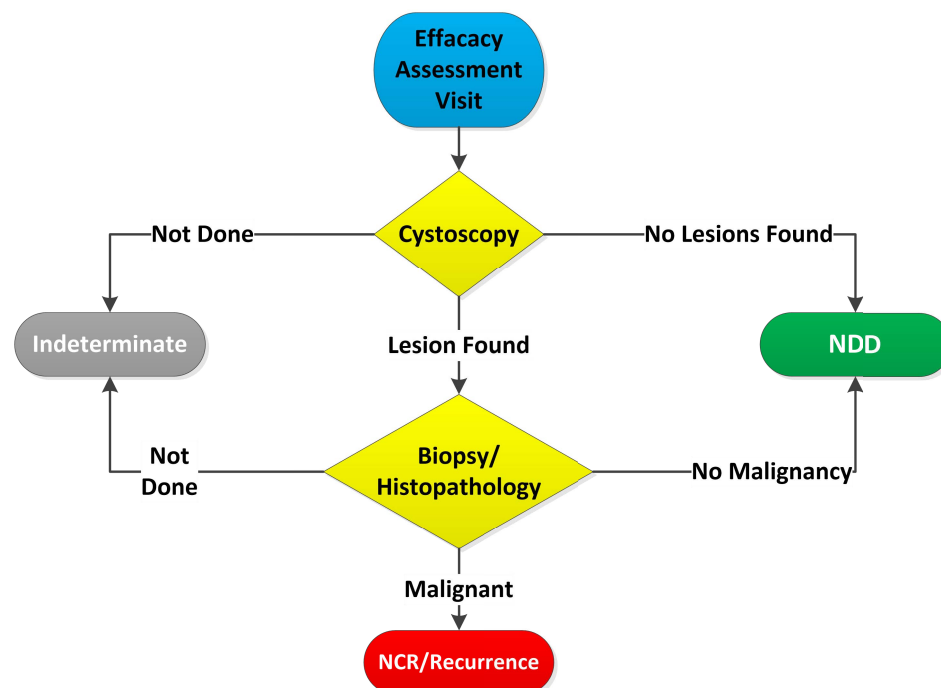 Effacacy
Assessment
Visit
Not Done
Cystoscopy
No Lesions Found
Indeterminate
Lesion Found
NDD
Not
Done
Biopsy/
Histopathology
No Malignancy
Malignant
NCR/Recurrence